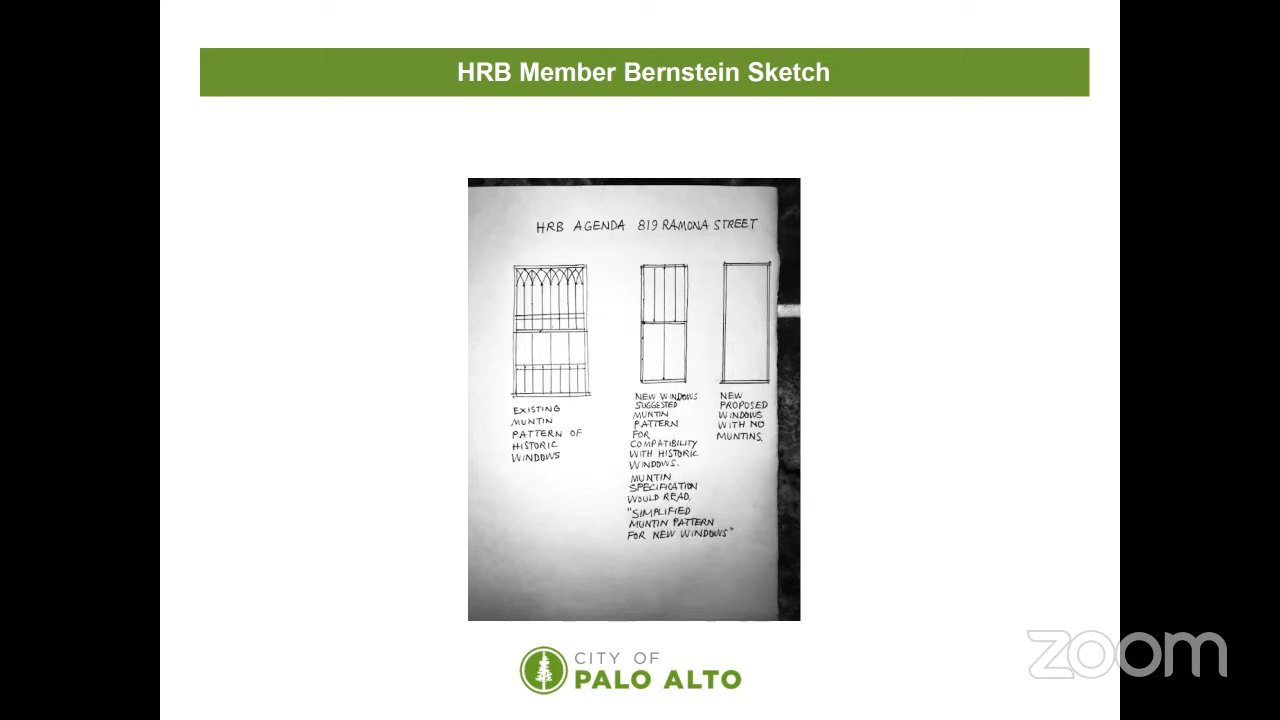 HRB Member Bernstein Sketch
HRB AGENDA 819 RAMONA STREET
EXISTING
MUNTIN
PATTERN OF
HISTORIC
WINDOWS
NEW WINDOWS
SUGGESTED
MUNTIN
PATTERN
FOR
COMPATIBILITY
WITH HISTORIC
WINDOWS.
MUNTIN
SPECIFICATION
WOULD READ,
"SIMPLIFIED
MUNTIN PATTERN
FOR NEW WINDOWS"
NEW
PROPOSED
WINDOWS
WITH NO
MUNTINS.
CITY OF
PALO ALTO
zoom